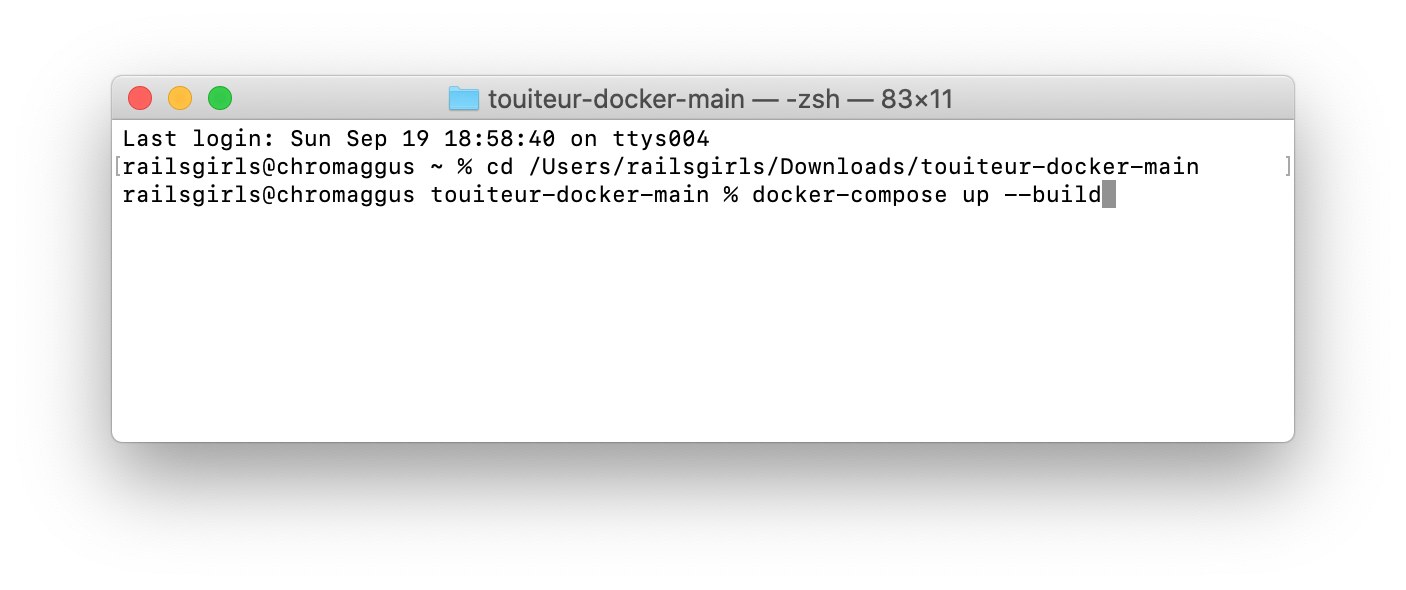 touiteur-docker-main — -zsh — 83×11
Last login: Sun Sep 19 18:58:40 on ttys004
[railsgirls@chromaggus ~ % cd /Users/railsgirls/Downloads/touiteur-docker-main ]
railsgirls@chromaggus touiteur-docker-main % docker-compose up --build